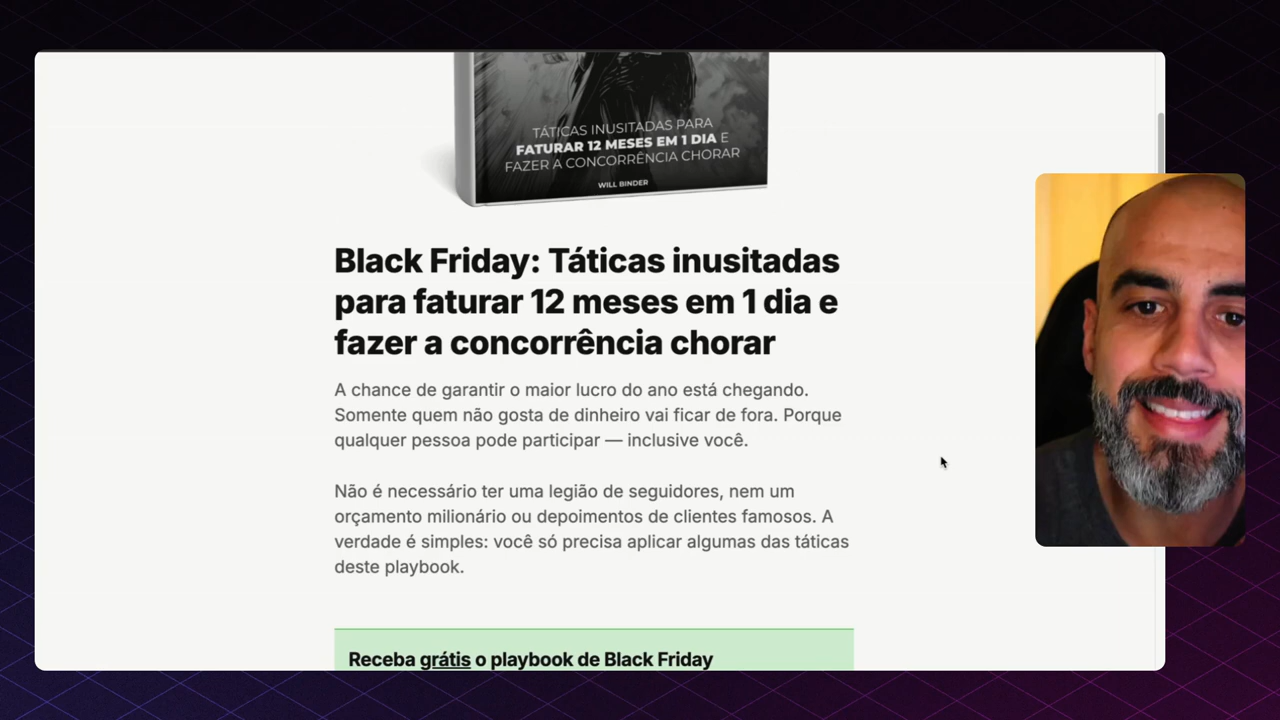 TÁTICAS INUSITADAS PARA
FATURAR 12 MESES EM 1 DIA E
FAZER A CONCORRÊNCIA CHORAR
WILL BINDER
Black Friday: Táticas inusitadas
para faturar 12 meses em 1 dia e
fazer a concorrência chorar
A chance de garantir o maior lucro do ano está chegando.
Somente quem não gosta de dinheiro vai ficar de fora. Porque
qualquer pessoa pode participar — inclusive você.
Não é necessário ter uma legião de seguidores, nem um
orçamento milionário ou depoimentos de clientes famosos. A
verdade é simples: você só precisa aplicar algumas das táticas
deste playbook.
Receba grátis o playbook de Black Friday